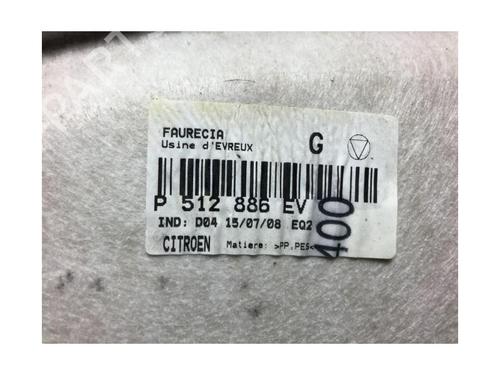 FAURECIA
Usine d'EVREUX
G
P 512 886 EV
IND: D04 15/07/08 EQ2
400
CITROEN Matiere: >PP.PES<